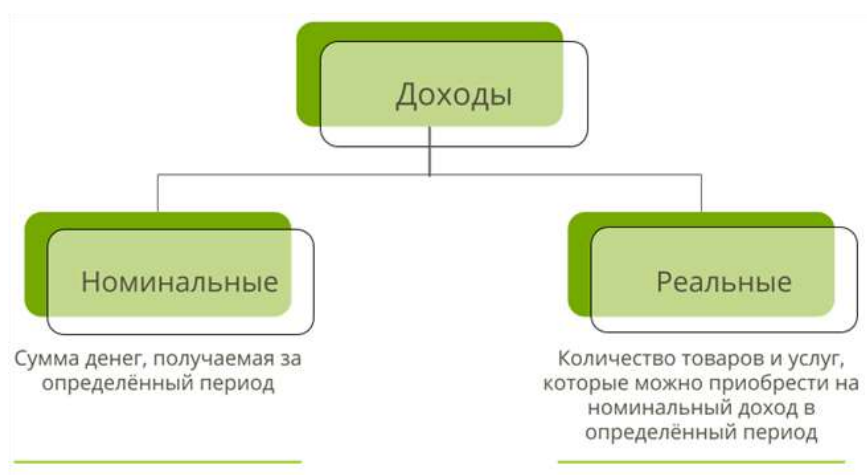 Доходы
Номинальные
Сумма денег, получаемая за
определённый период
Реальные
Количество товаров и услуг,
которые можно приобрести на
номинальный доход в
определённый период